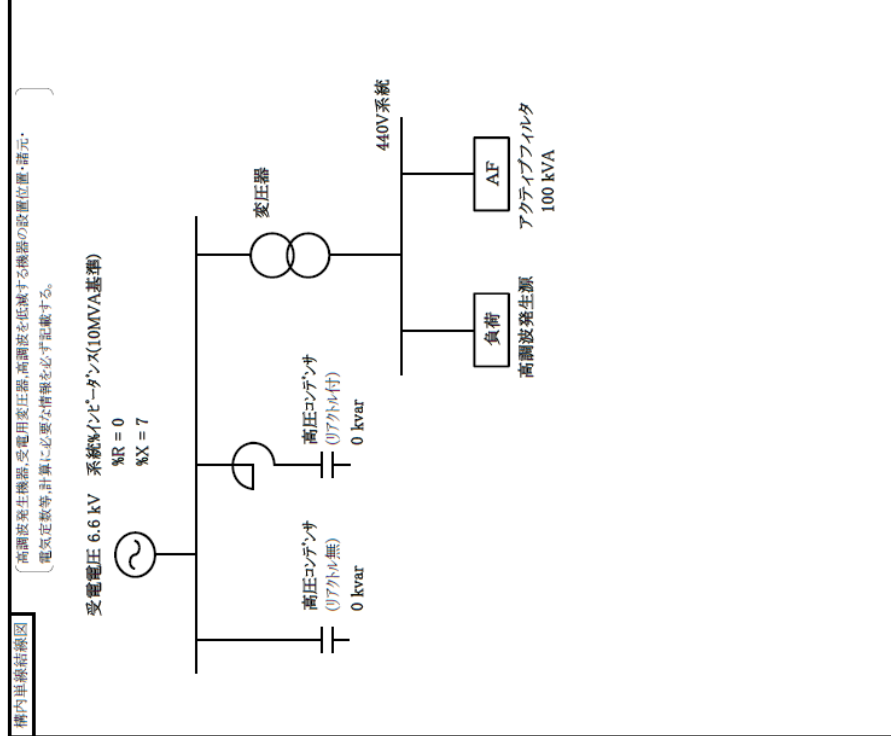 構内単線結線図
高調波発生機器,受電用変圧器,高調波を低減する機器の設置位置・諸元・
電気定数等,計算に必要な情報を必ず記載する。
受電電圧 6.6 kV 系統%インピーダンス(10MVA基準)
%R = 0
%X = 7
高圧コンデンサ
(リアクトル無)
0 kvar
高圧コンデンサ
(リアクトル付)
0 kvar
変圧器
440V系統
負荷
高調波発生源
AF
アクティブフィルタ
100 kVA